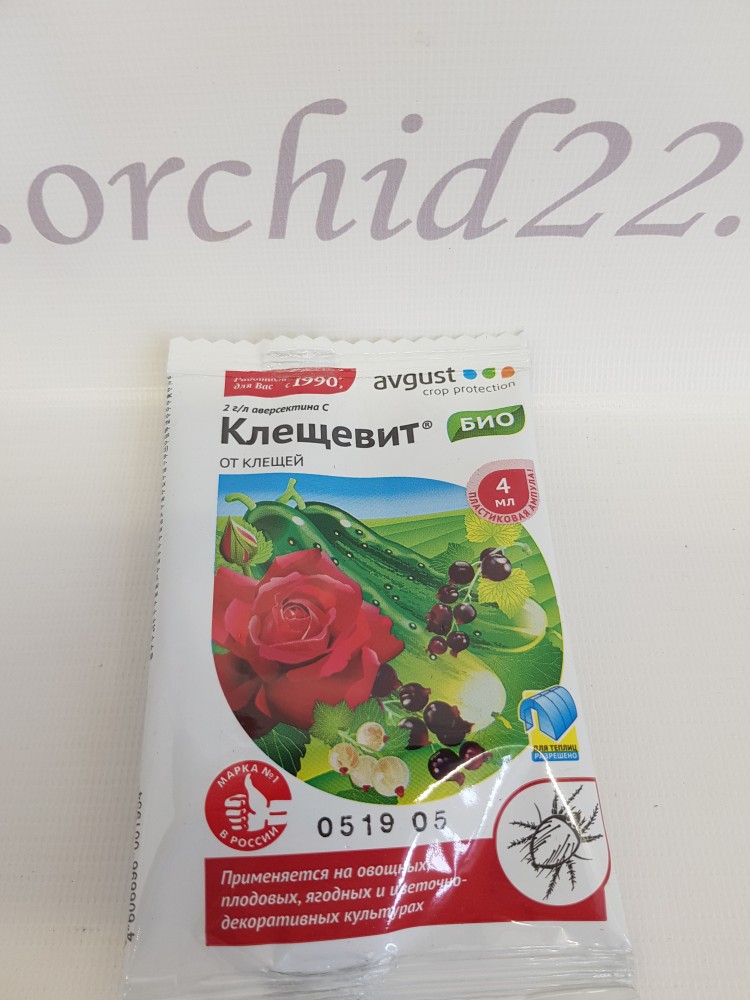 .orchid22.
Работаем
для Вас с 1990 г.
avgust
crop protection
2 г/л аверсектина С
Клещевит®
БИО
ОТ КЛЕЩЕЙ
4
мл
ПЛАСТИКОВАЯ АМПУЛА!
ДЛЯ ТЕПЛИЦ
РАЗРЕШЕНО
МАРКА №1
В РОССИИ
0519 05
Применяется на овощных,
плодовых, ягодных и цветочно-
декоративных культурах